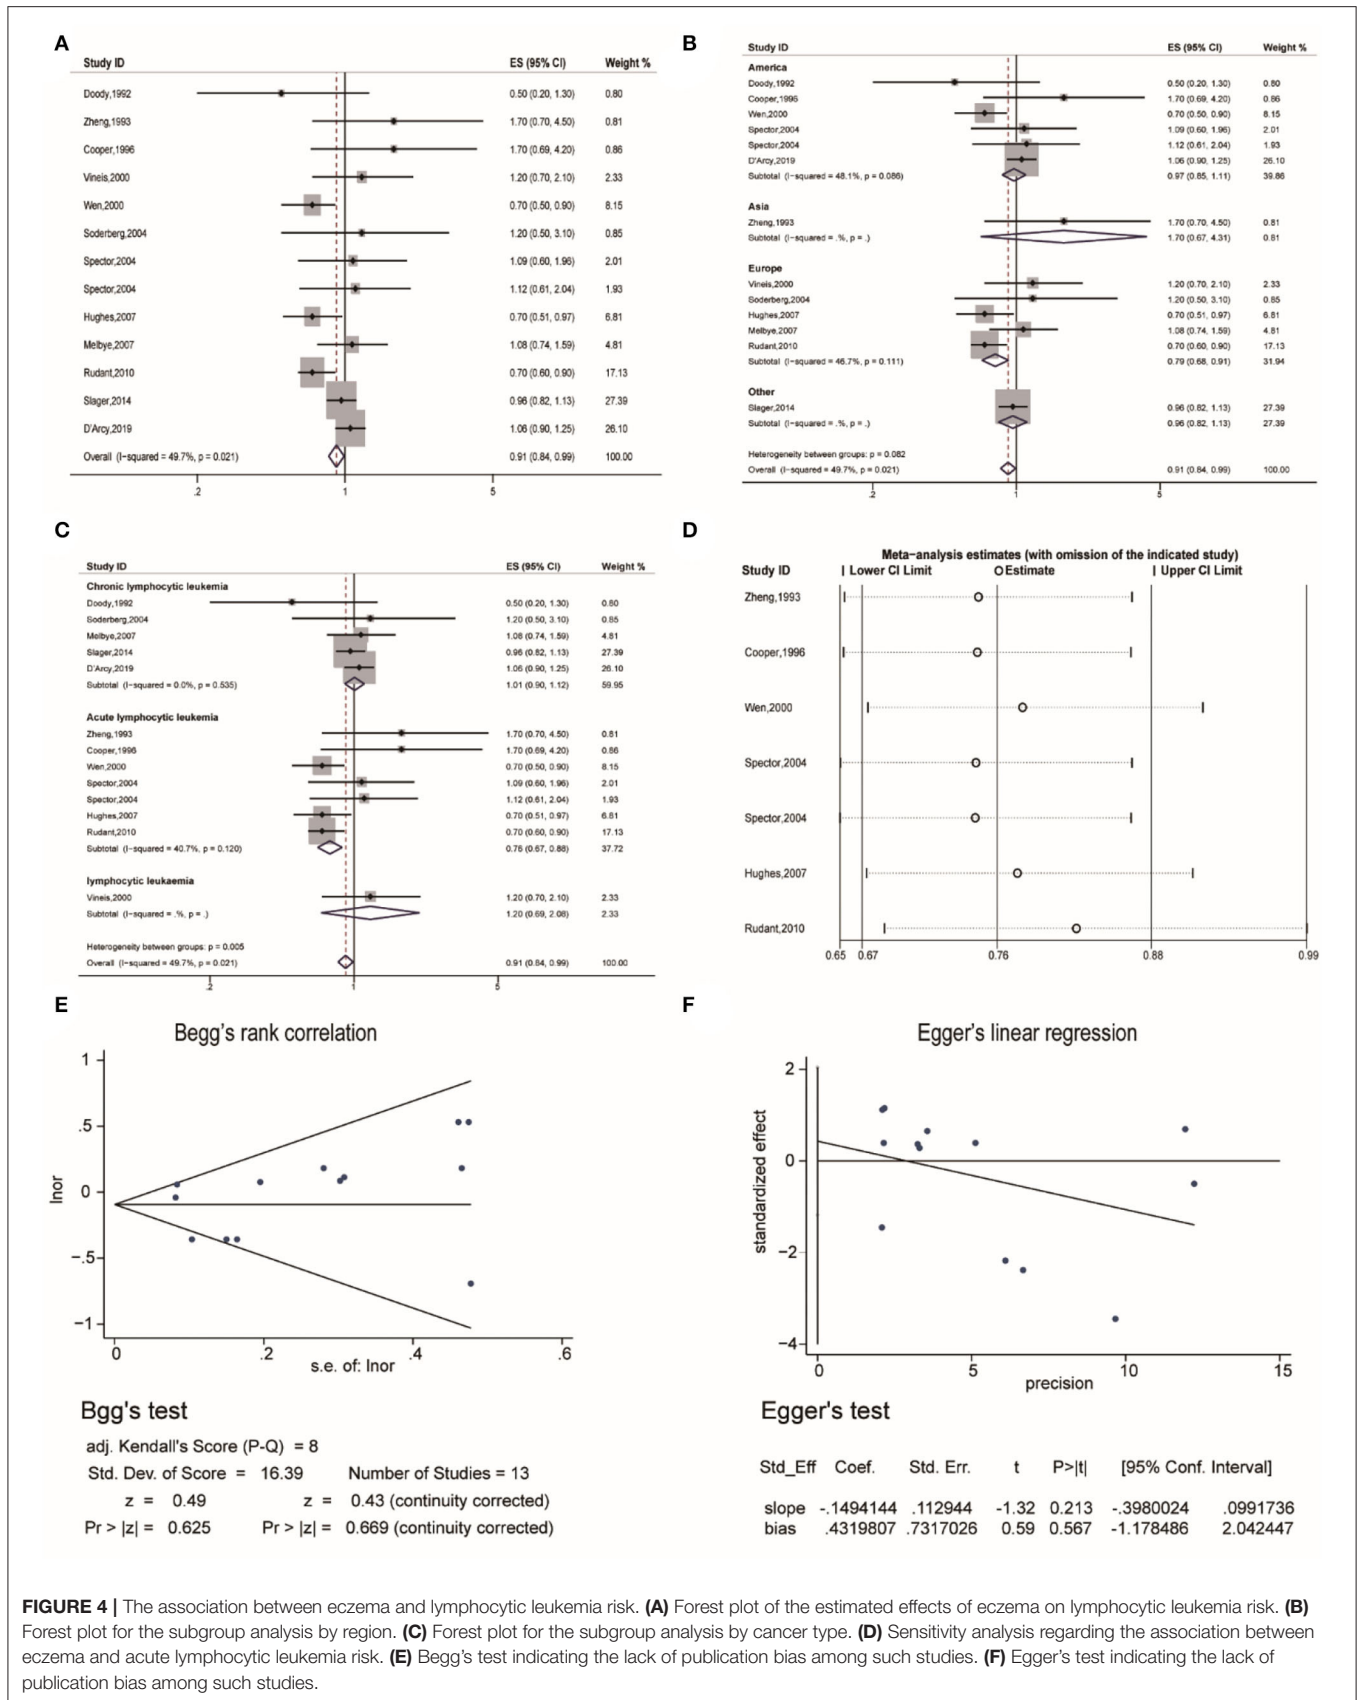 A
Study ID ES (95% CI) Weight %
Doody,1992 0.50 (0.20, 1.30) 0.80
Zheng,1993 1.70 (0.70, 4.50) 0.81
Cooper,1996 1.70 (0.69, 4.20) 0.86
Vineis,2000 1.20 (0.70, 2.10) 2.33
Wen,2000 0.70 (0.50, 0.90) 8.15
Soderberg,2004 1.20 (0.50, 3.10) 0.85
Spector,2004 1.09 (0.60, 1.96) 2.01
Spector,2004 1.12 (0.61, 2.04) 1.93
Hughes,2007 0.70 (0.51, 0.97) 6.81
Melbye,2007 1.08 (0.74, 1.59) 4.81
Rudant,2010 0.70 (0.60, 0.90) 17.13
Slager,2014 0.96 (0.82, 1.13) 27.39
D'Arcy,2019 1.06 (0.90, 1.25) 26.10
Overall (I-squared = 49.7%, p = 0.021) 0.91 (0.84, 0.99) 100.00
.2 1 5
B
Study ID ES (95% CI) Weight %
America
Doody,1992 0.50 (0.20, 1.30) 0.80
Cooper,1996 1.70 (0.69, 4.20) 0.86
Wen,2000 0.70 (0.50, 0.90) 8.15
Spector,2004 1.09 (0.60, 1.96) 2.01
Spector,2004 1.12 (0.61, 2.04) 1.93
D'Arcy,2019 1.06 (0.90, 1.25) 26.10
Subtotal (I-squared = 48.1%, p = 0.086) 0.97 (0.85, 1.11) 39.86
Asia
Zheng,1993 1.70 (0.70, 4.50) 0.81
Subtotal (I-squared = .%, p = .) 1.70 (0.67, 4.31) 0.81
Europe
Vineis,2000 1.20 (0.70, 2.10) 2.33
Soderberg,2004 1.20 (0.50, 3.10) 0.85
Hughes,2007 0.70 (0.51, 0.97) 6.81
Melbye,2007 1.08 (0.74, 1.59) 4.81
Rudant,2010 0.70 (0.60, 0.90) 17.13
Subtotal (I-squared = 46.7%, p = 0.111) 0.79 (0.68, 0.91) 31.94
Other
Slager,2014 0.96 (0.82, 1.13) 27.39
Subtotal (I-squared = .%, p = .) 0.96 (0.82, 1.13) 27.39
Heterogeneity between groups: p = 0.082
Overall (I-squared = 49.7%, p = 0.021) 0.91 (0.84, 0.99) 100.00
.2 1 5
C
Study ID ES (95% CI) Weight %
Chronic lymphocytic leukemia
Doody,1992 0.50 (0.20, 1.30) 0.80
Soderberg,2004 1.20 (0.50, 3.10) 0.85
Melbye,2007 1.08 (0.74, 1.59) 4.81
Slager,2014 0.96 (0.82, 1.13) 27.39
D'Arcy,2019 1.06 (0.90, 1.25) 26.10
Subtotal (I-squared = 0.0%, p = 0.535) 1.01 (0.90, 1.12) 59.95
Acute lymphocytic leukemia
Zheng,1993 1.70 (0.70, 4.50) 0.81
Cooper,1996 1.70 (0.69, 4.20) 0.86
Wen,2000 0.70 (0.50, 0.90) 8.15
Spector,2004 1.09 (0.60, 1.96) 2.01
Spector,2004 1.12 (0.61, 2.04) 1.93
Hughes,2007 0.70 (0.51, 0.97) 6.81
Rudant,2010 0.70 (0.60, 0.90) 17.13
Subtotal (I-squared = 40.7%, p = 0.120) 0.76 (0.67, 0.88) 37.72
lymphocytic leukaemia
Vineis,2000 1.20 (0.70, 2.10) 2.33
Subtotal (I-squared = .%, p = .) 1.20 (0.69, 2.08) 2.33
Heterogeneity between groups: p = 0.005
Overall (I-squared = 49.7%, p = 0.021) 0.91 (0.84, 0.99) 100.00
.2 1 5
D
Meta-analysis estimates (with omission of the indicated study)
Study ID Lower CI Limit Estimate Upper CI Limit
Zheng,1993
Cooper,1996
Wen,2000
Spector,2004
Spector,2004
Hughes,2007
Rudant,2010
0.65 0.67 0.76 0.88 0.99
E
Begg's rank correlation
1
.5
0
-.5
-1
lnor
0 .2 .4 .6
s.e. of: lnor
Bgg's test
adj. Kendall's Score (P-Q) = 8
Std. Dev. of Score = 16.39 Number of Studies = 13
z = 0.49 z = 0.43 (continuity corrected)
Pr > |z| = 0.625 Pr > |z| = 0.669 (continuity corrected)
F
Egger's linear regression
2
0
-2
-4
standardized effect
0 5 10 15
precision
Egger's test
Std_Eff Coef. Std. Err. t P>|t| [95% Conf. Interval]
slope -.1494144 .112944 -1.32 0.213 -.3980024 .0991736
bias .4319807 .7317026 0.59 0.567 -1.178486 2.042447
FIGURE 4 | The association between eczema and lymphocytic leukemia risk. (A) Forest plot of the estimated effects of eczema on lymphocytic leukemia risk. (B)
Forest plot for the subgroup analysis by region. (C) Forest plot for the subgroup analysis by cancer type. (D) Sensitivity analysis regarding the association between
eczema and acute lymphocytic leukemia risk. (E) Begg's test indicating the lack of publication bias among such studies. (F) Egger's test indicating the lack of
publication bias among such studies.